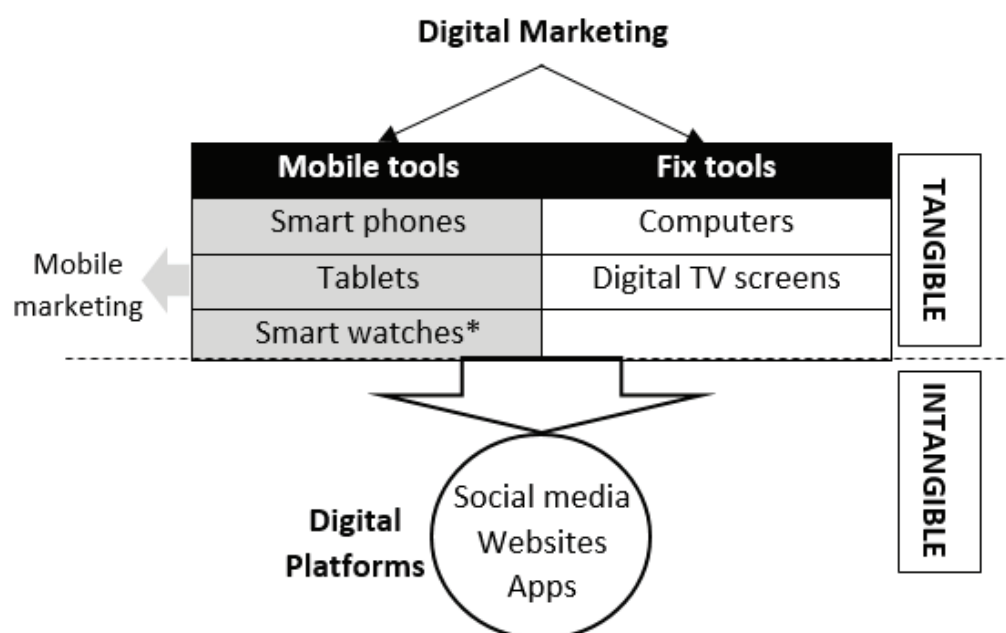 Digital Marketing
Mobile tools
Fix tools
Smart phones
Computers
Tablets
Digital TV screens
Smart watches*
Mobile
marketing
TANGIBLE
INTANGIBLE
Digital
Platforms
Social media
Websites
Apps